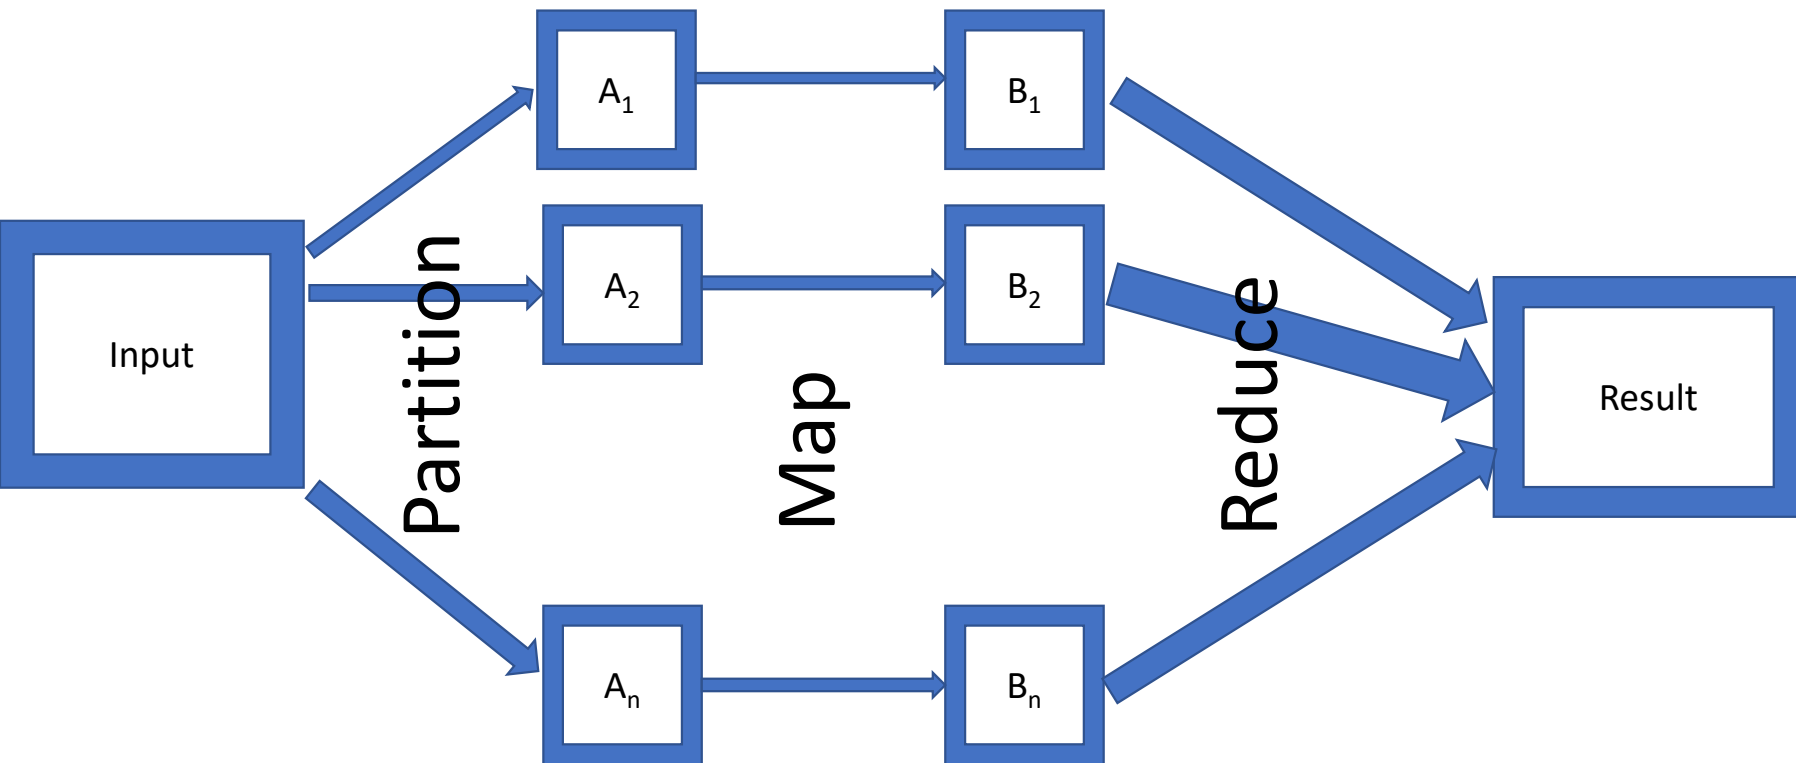 Input
Partition
A₁
A₂
Aₙ
Map
B₁
B₂
Bₙ
Reduce
Result